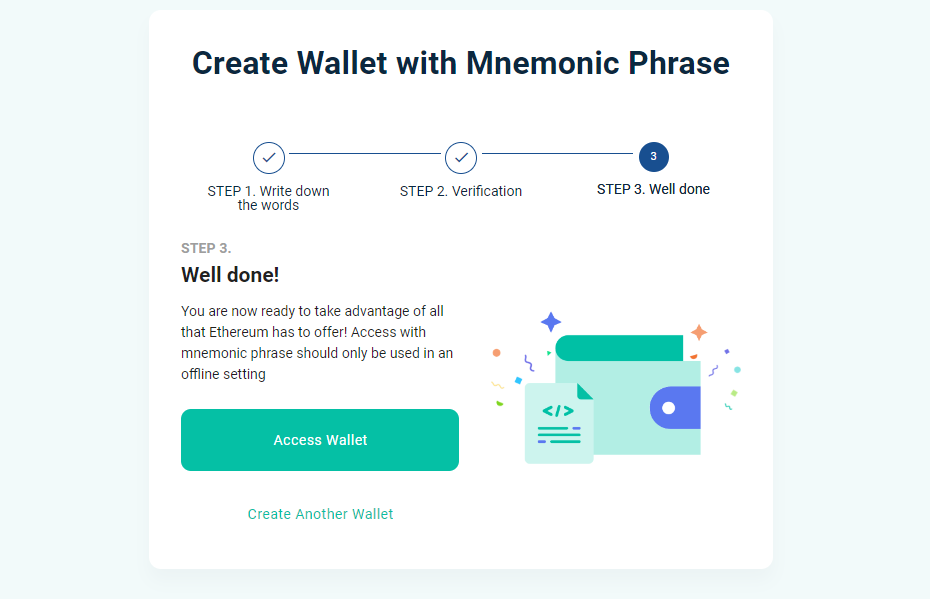 Create Wallet with Mnemonic Phrase
3
STEP 1. Write down
the words
STEP 2. Verification
STEP 3. Well done
STEP 3.
Well done!
You are now ready to take advantage of all
that Ethereum has to offer! Access with
mnemonic phrase should only be used in an
offline setting
</>
Access Wallet
Create Another Wallet